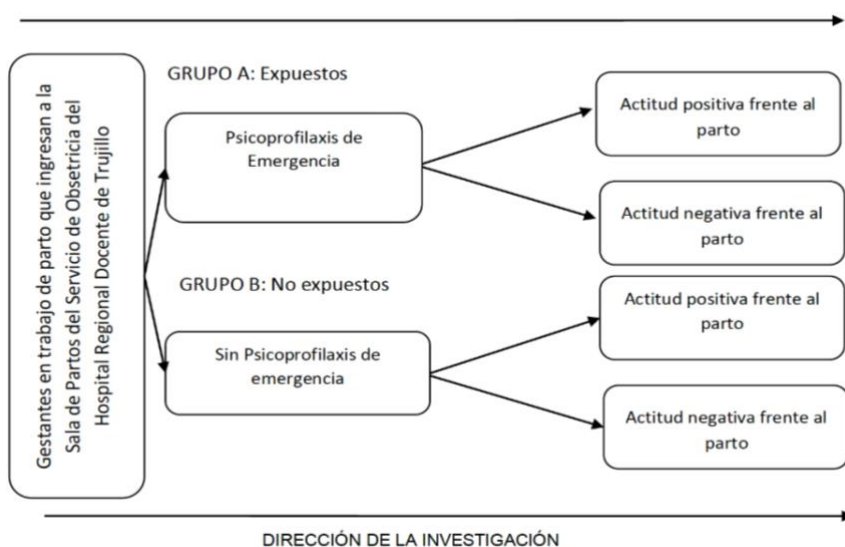 Gestantes en trabajo de parto que ingresan a la
Sala de Partos del Servicio de Obsetricia del
Hospital Regional Docente de Trujillo
GRUPO A: Expuestos
Psicoprofilaxis de
Emergencia
Actitud positiva frente al
parto
Actitud negativa frente al
parto
GRUPO B: No expuestos
Sin Psicoprofilaxis de
emergencia
Actitud positiva frente al
parto
Actitud negativa frente al
parto
DIRECCIÓN DE LA INVESTIGACIÓN